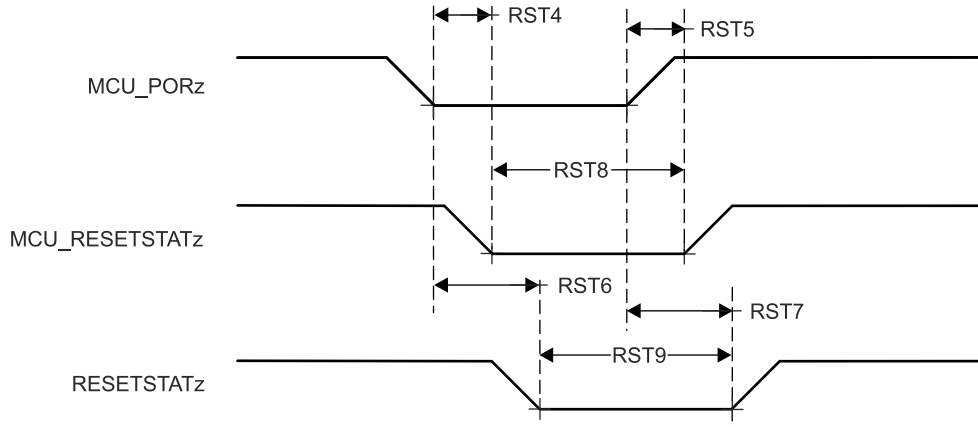 RST4
RST5
MCU_PORz
RST8
MCU_RESETSTATz
RST6
RST7
RST9
RESETSTATz